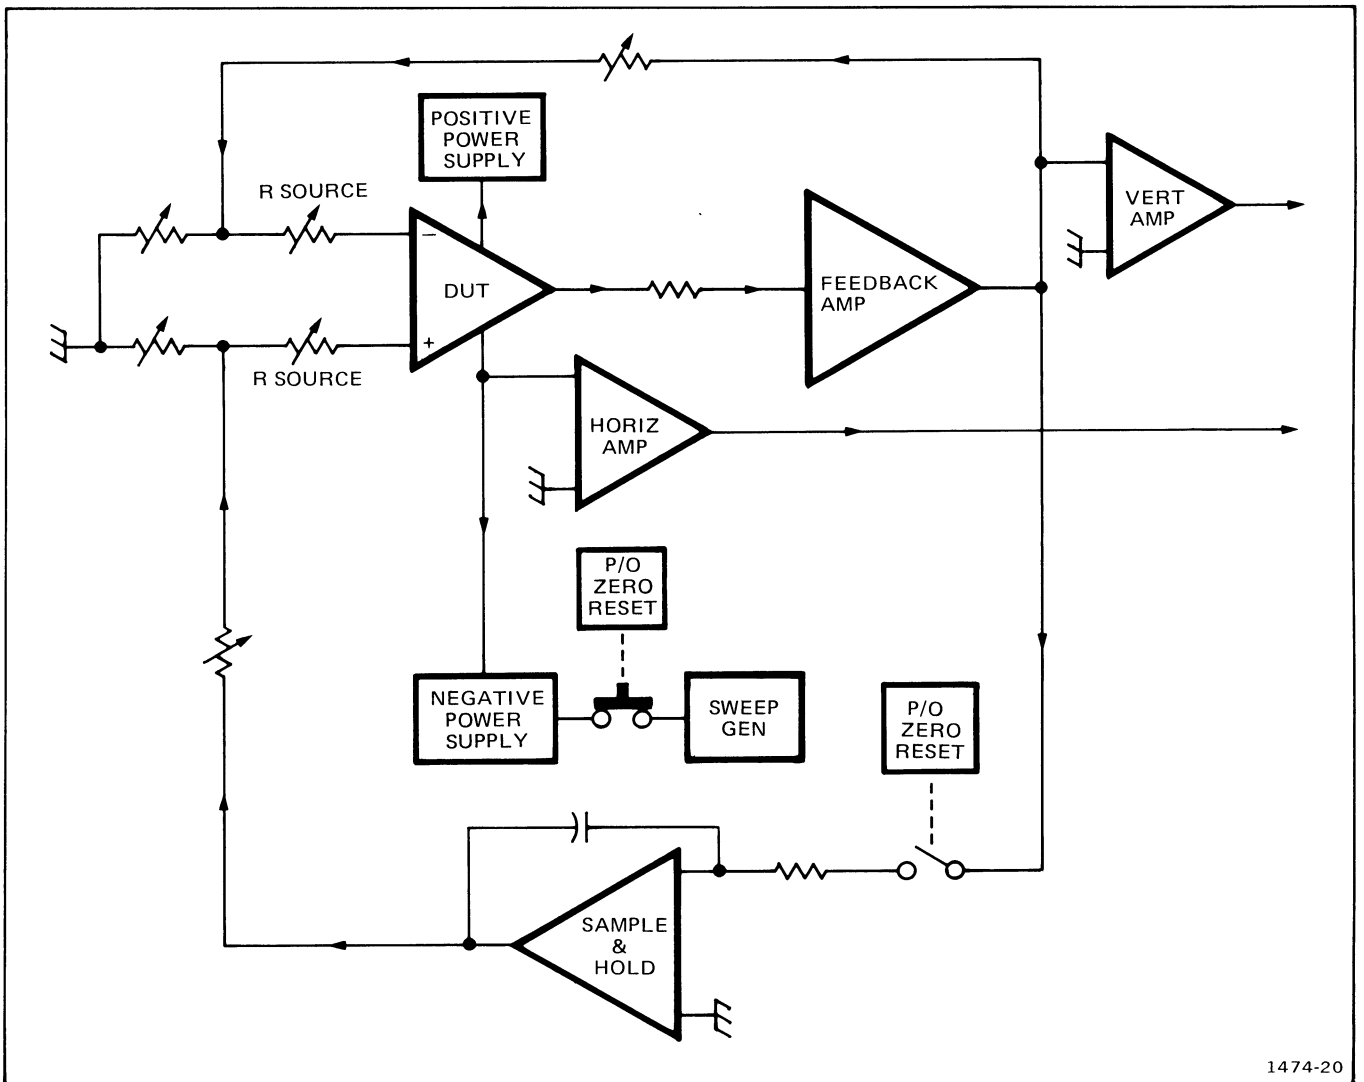 POSITIVE
POWER
SUPPLY
R SOURCE
VERT
AMP
−
DUT
+
FEEDBACK
AMP
R SOURCE
HORIZ
AMP
P/O
ZERO
RESET
NEGATIVE
POWER
SUPPLY
SWEEP
GEN
P/O
ZERO
RESET
SAMPLE
&
HOLD
1474-20